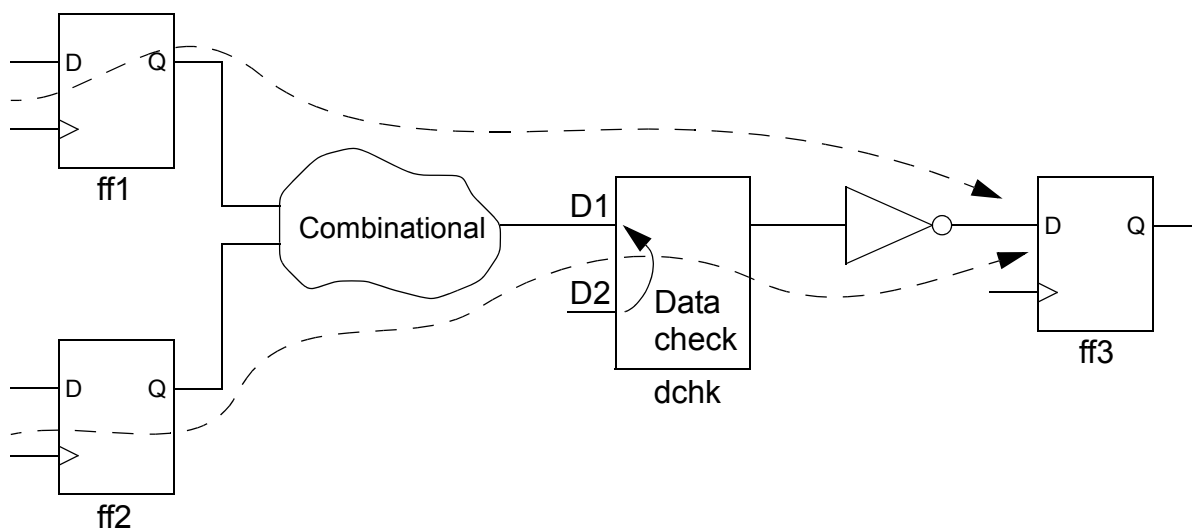 D Q
ff1
Combinational
D1
D2
Data
check
dchk
D Q
ff3
D Q
ff2